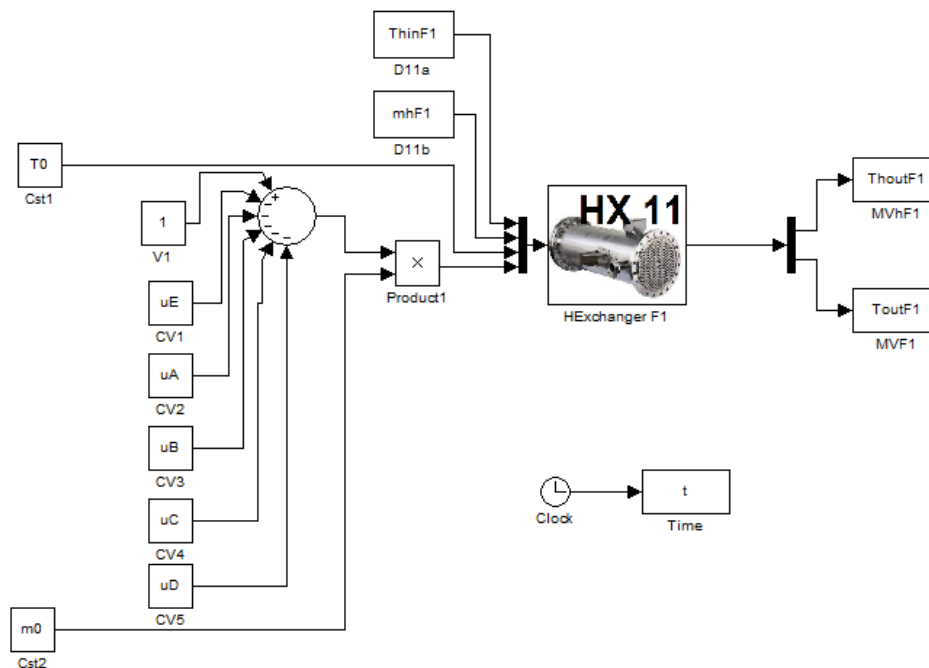 ThinF1
D11a
mhF1
D11b
T0
Cst1
1
V1
+
−
−
−
−
−
uE
CV1
uA
CV2
uB
CV3
uC
CV4
uD
CV5
m0
Cst2
×
Product1
HX 11
HExchanger F1
ThoutF1
MVhF1
ToutF1
MVF1
Clock
t
Time